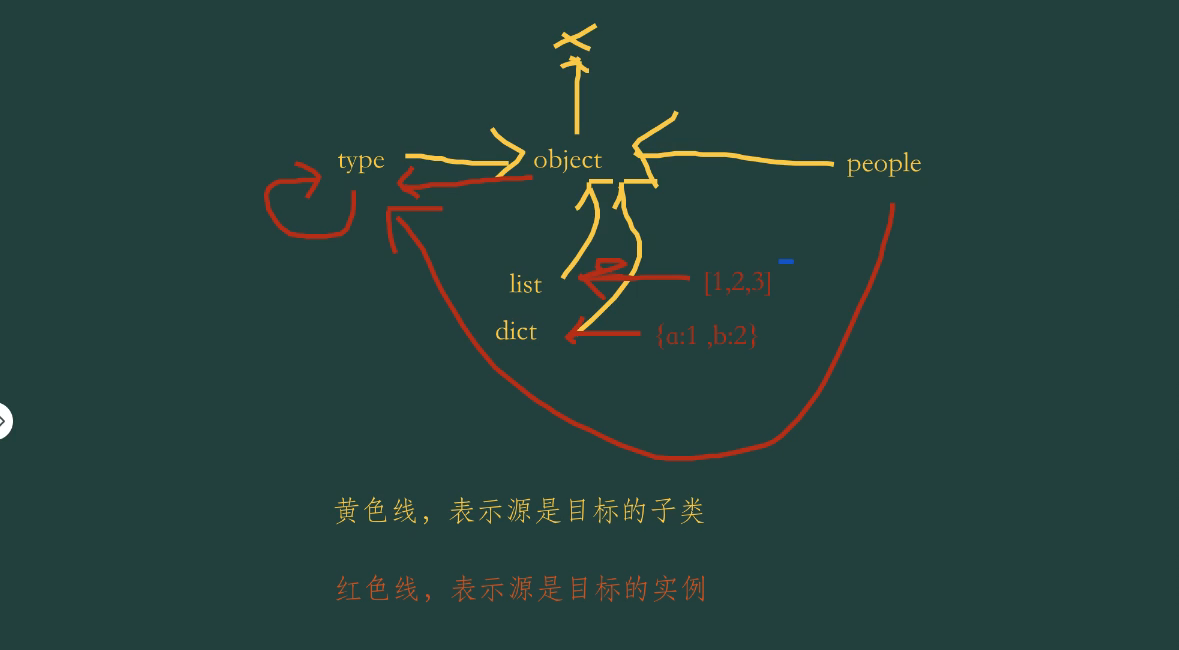 type object people
list [1,2,3]
dict {a:1 ,b:2}
黄色线，表示源是目标的子类
红色线，表示源是目标的实例